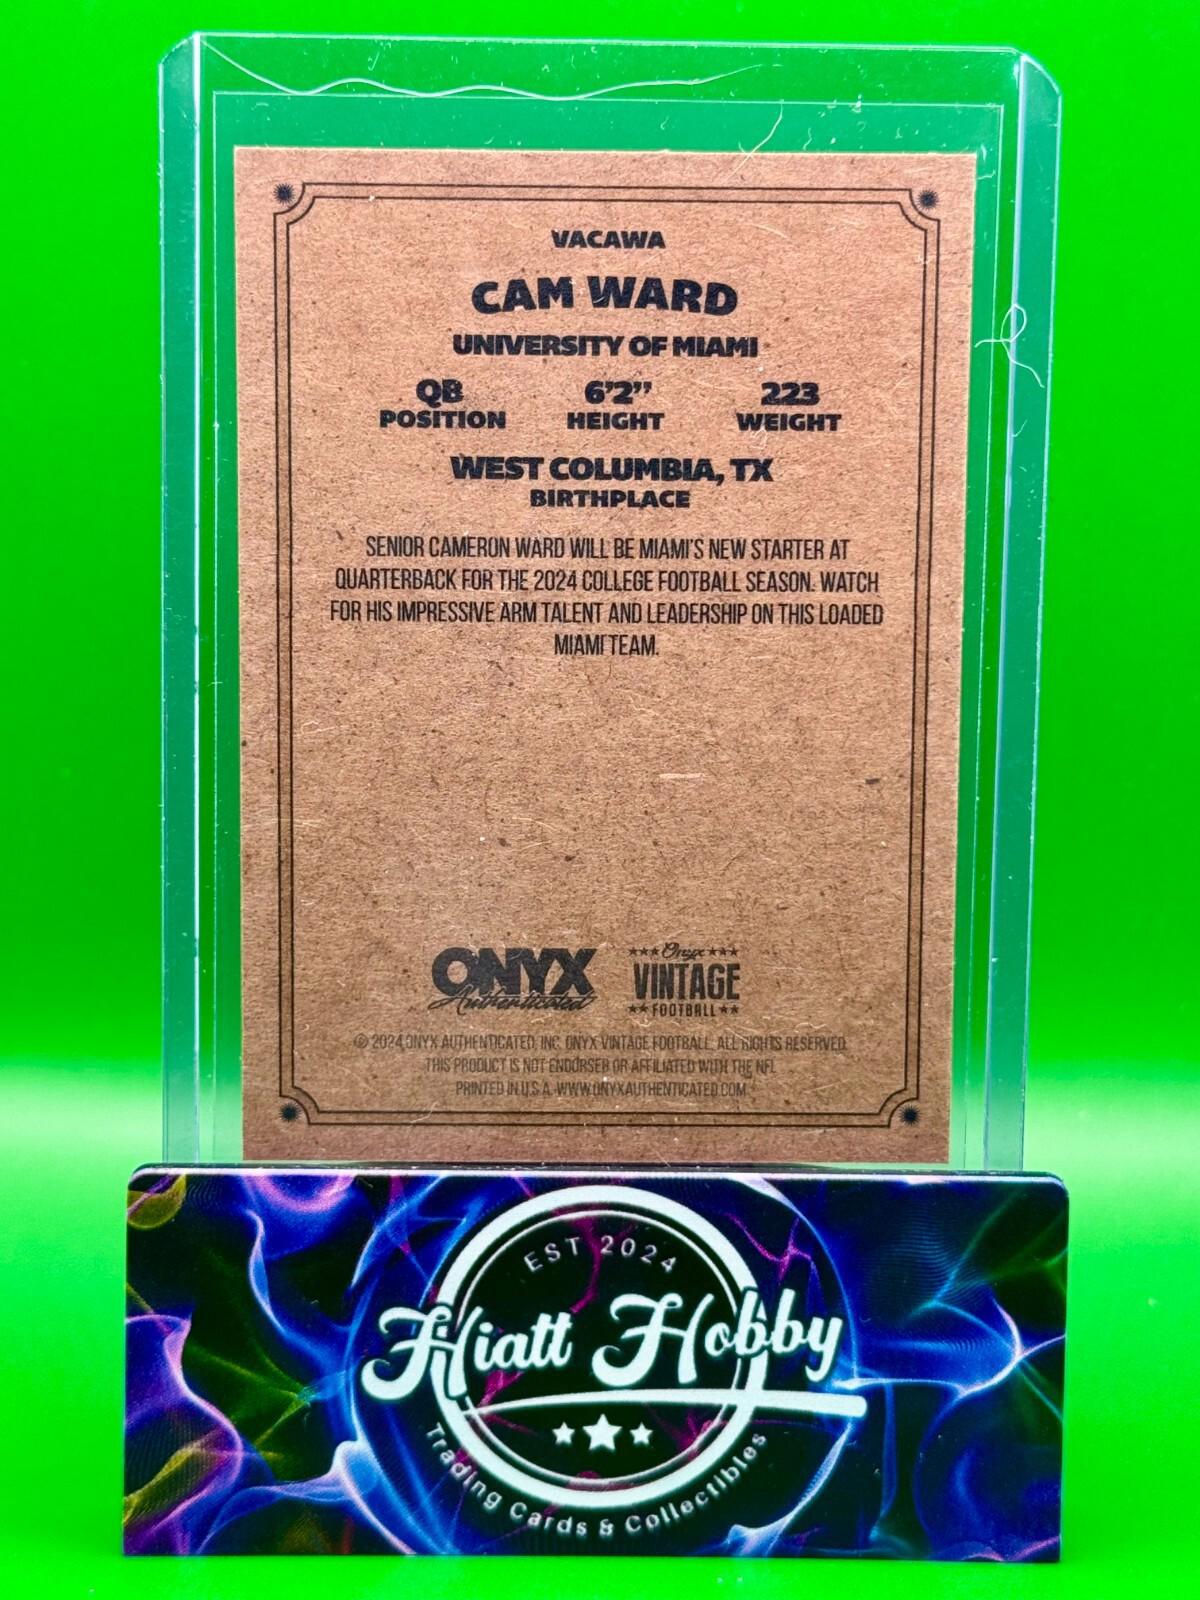 VACAWA
CAM WARD
UNIVERSITY OF MIAMI
QB 6'2" 223
POSITION HEIGHT WEIGHT
WEST COLUMBIA, TX
BIRTHPLACE
SENIOR CAMERON WARD WILL BE MIAMI'S NEW STARTER AT
QUARTERBACK FOR THE 2024 COLLEGE FOOTBALL SEASON. WATCH
FOR HIS IMPRESSIVE ARM TALENT AND LEADERSHIP ON THIS LOADED
MIAMI TEAM.
ONYX
Authenticated
Onyx
VINTAGE
FOOTBALL
© 2024 ONYX AUTHENTICATED, INC. ONYX VINTAGE FOOTBALL. ALL RIGHTS RESERVED.
THIS PRODUCT IS NOT ENDORSED OR AFFILIATED WITH THE NFL
PRINTED IN U.S.A. WWW.ONYXAUTHENTICATED.COM
EST 2024
Hiatt Hobby
Trading Cards & Collectibles